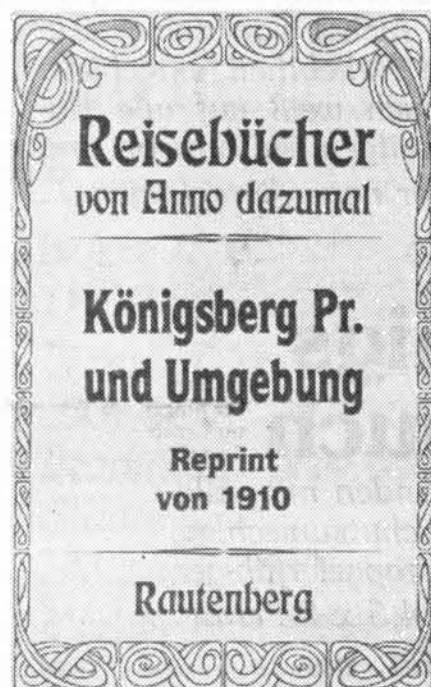 Reisebücher
von Anno dazumal
Königsberg Pr.
und Umgebung
Reprint
von 1910
Rautenberg